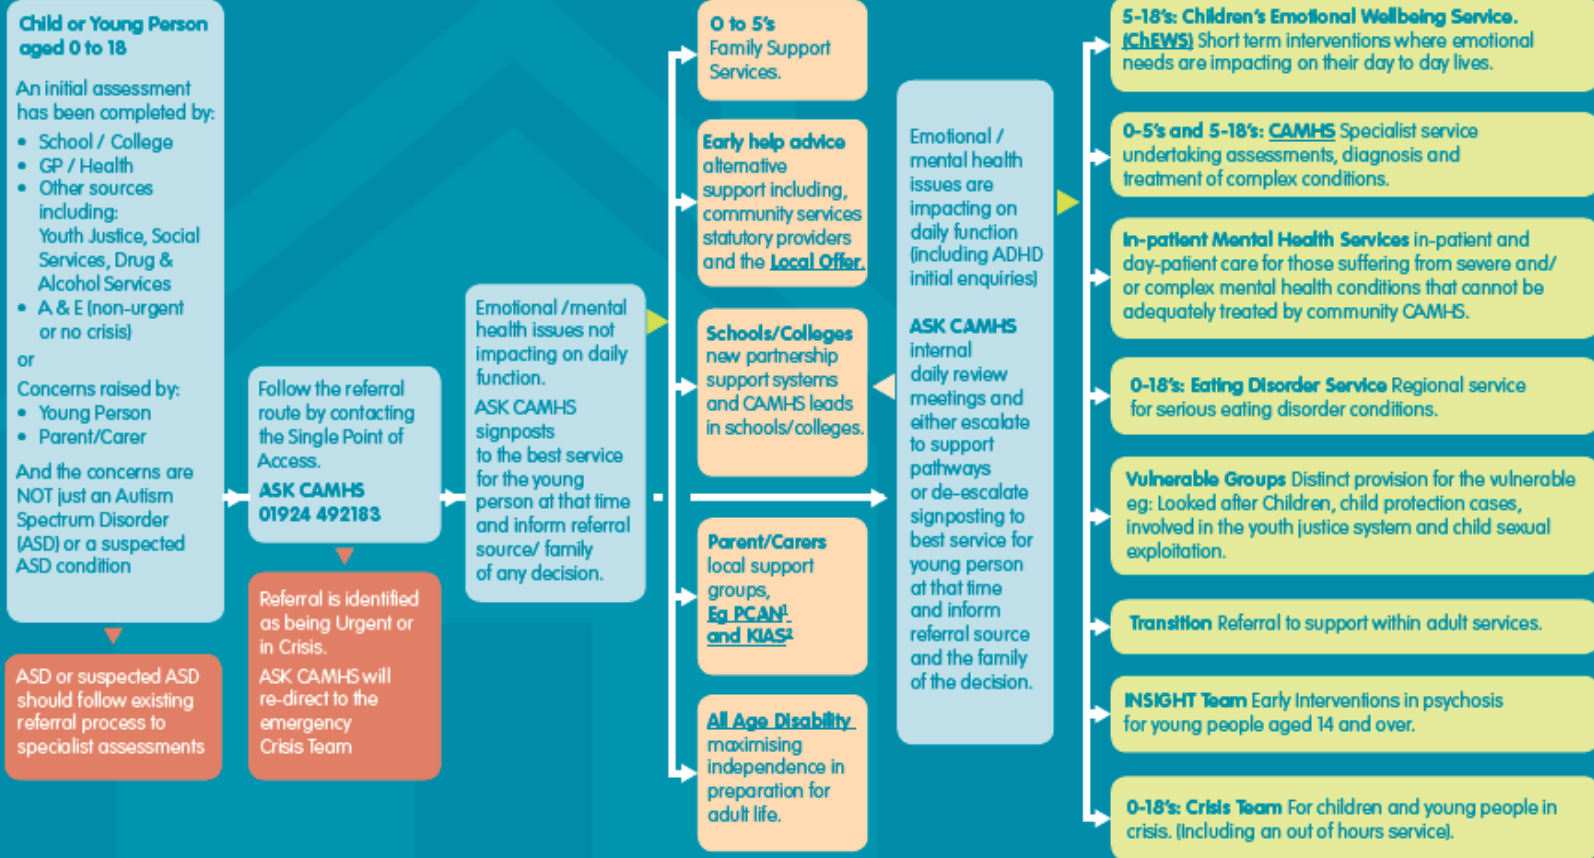 Child or Young Person
aged 0 to 18
An initial assessment
has been completed by:
• School / College
• GP / Health
• Other sources
including:
Youth Justice, Social
Services, Drug &
Alcohol Services
• A & E (non-urgent
or no crisis)
or
Concerns raised by:
• Young Person
• Parent/Carer
And the concerns are
NOT just an Autism
Spectrum Disorder
(ASD) or a suspected
ASD condition
ASD or suspected ASD
should follow existing
referral process to
specialist assessments
Follow the referral
route by contacting
the Single Point of
Access.
ASK CAMHS
01924 492183
Referral is identified
as being Urgent or
in Crisis.
ASK CAMHS will
re-direct to the
emergency
Crisis Team
Emotional /mental
health issues not
impacting on daily
function.
ASK CAMHS
signposts
to the best service
for the young
person at that time
and inform referral
source/ family
of any decision.
0 to 5's
Family Support
Services.
Early help advice
alternative
support including,
community services
statutory providers
and the Local Offer.
Schools/Colleges
new partnership
support systems
and CAMHS leads
in schools/colleges.
Parent/Carers
local support
groups,
Eg PCAN¹
and KIAS²
All Age Disability
maximising
independence in
preparation for
adult life.
Emotional /
mental health
issues are
impacting on
daily function
(including ADHD
initial enquiries)
ASK CAMHS
internal
daily review
meetings and
either escalate
to support
pathways
or de-escalate
signposting to
best service for
young person
at that time
and inform
referral source
and the family
of the decision.
5-18's: Children's Emotional Wellbeing Service.
(ChEWS) Short term interventions where emotional
needs are impacting on their day to day lives.
0-5's and 5-18's: CAMHS Specialist service
undertaking assessments, diagnosis and
treatment of complex conditions.
In-patient Mental Health Services in-patient and
day-patient care for those suffering from severe and/
or complex mental health conditions that cannot be
adequately treated by community CAMHS.
0-18's: Eating Disorder Service Regional service
for serious eating disorder conditions.
Vulnerable Groups Distinct provision for the vulnerable
eg: Looked after Children, child protection cases,
involved in the youth justice system and child sexual
exploitation.
Transition Referral to support within adult services.
INSIGHT Team Early Interventions in psychosis
for young people aged 14 and over.
0-18's: Crisis Team For children and young people in
crisis. (Including an out of hours service).